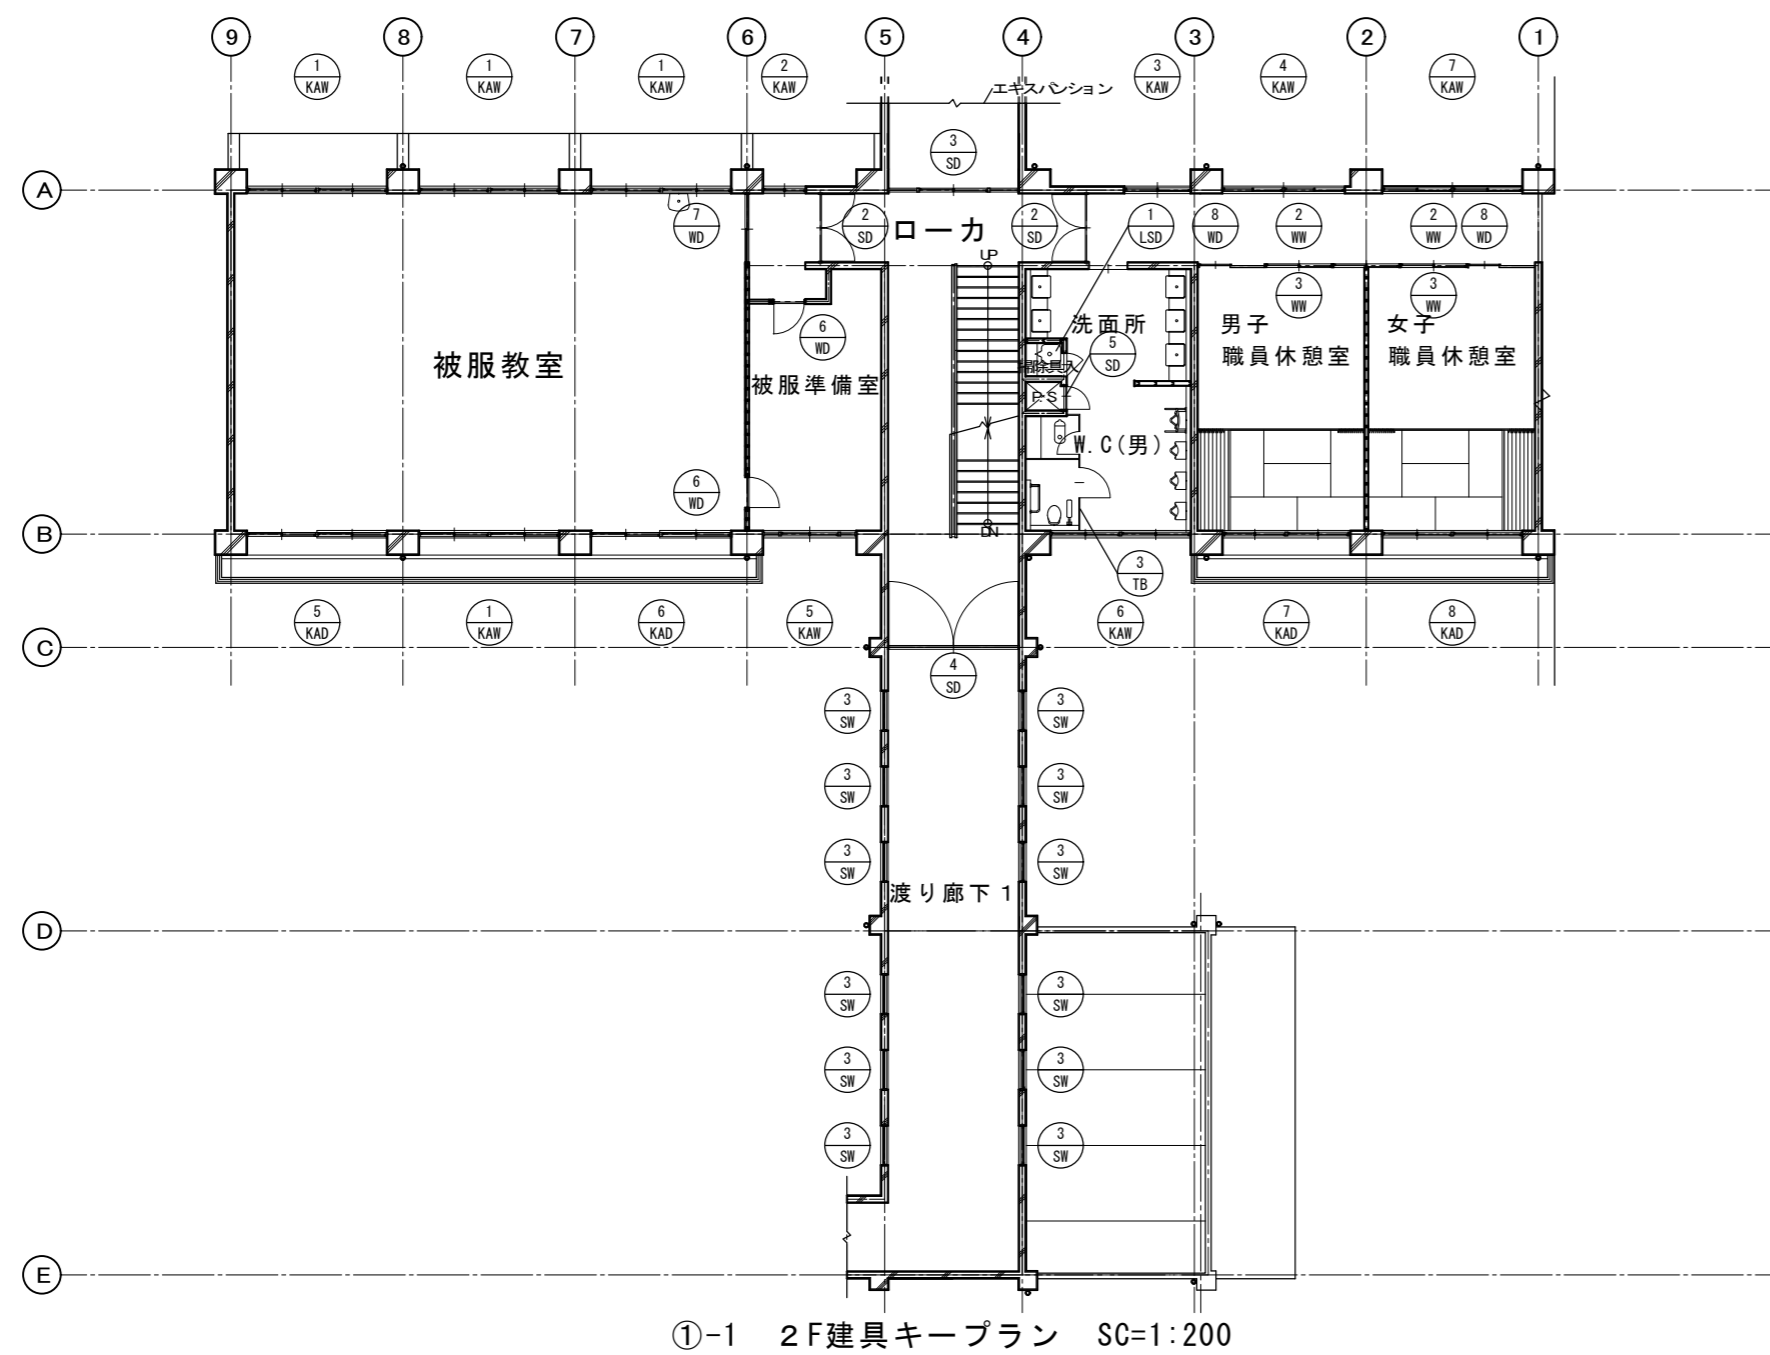 9 8 7 6 5 4 3 2 1
1 KAW
1 KAW
1 KAW
2 KAW
エキスパンション
3 KAW
4 KAW
7 KAW
3 SD
A
7 WD
2 SD
ローカ
2 SD
1 LSD
8 WD
2 WW
2 WW
8 WD
UP
3 WW
3 WW
6 WD
洗面所
5 SD
男子
職員休憩室
女子
職員休憩室
被服教室
被服準備室
掃除具入
P.S
W.C(男)
6 WD
B
DN
3 TB
5 KAD
1 KAW
6 KAD
5 KAW
6 KAW
7 KAD
8 KAD
C
4 SD
3 SW
3 SW
3 SW
3 SW
3 SW
3 SW
渡り廊下1
D
3 SW
3 SW
3 SW
3 SW
3 SW
3 SW
E
①-1 2F建具キープラン SC=1:200